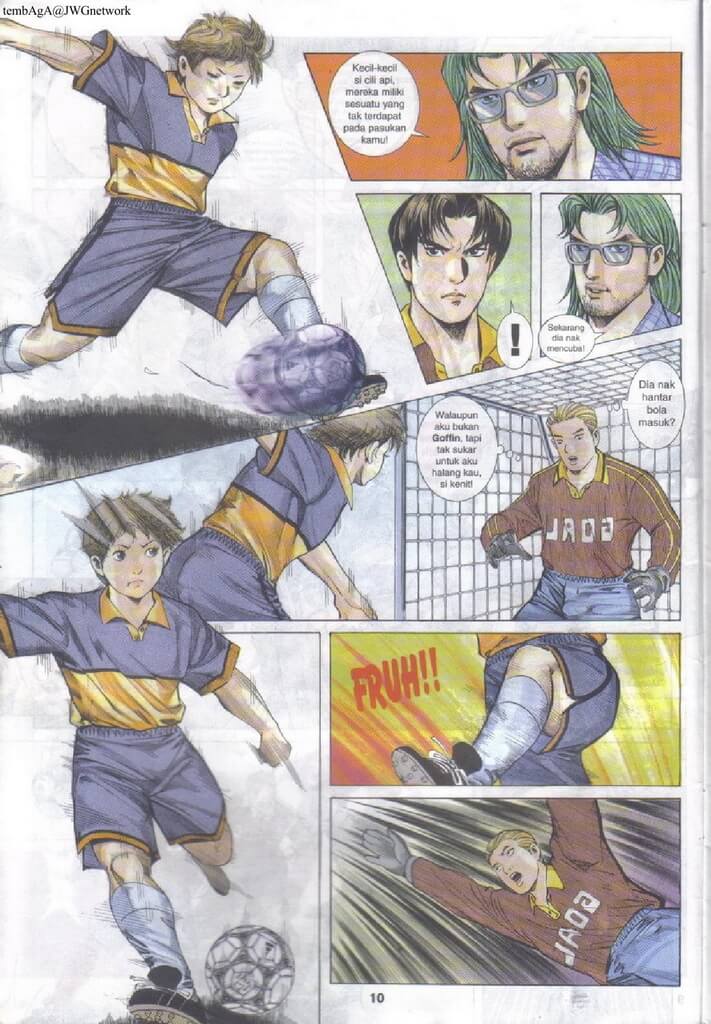 tembAgA@JWGnetwork
Kecil-kecil
si cili api,
mereka miliki
sesuatu yang
tak terdapat
pada pasukan
kamu!
!
Sekarang
dia nak
mencuba!
Walaupun
aku bukan
Goffin, tapi
tak sukar
untuk aku
halang kau,
si kenit!
Dia nak
hantar
bola
masuk?
JAOG
FRUH!!
JAOG
10